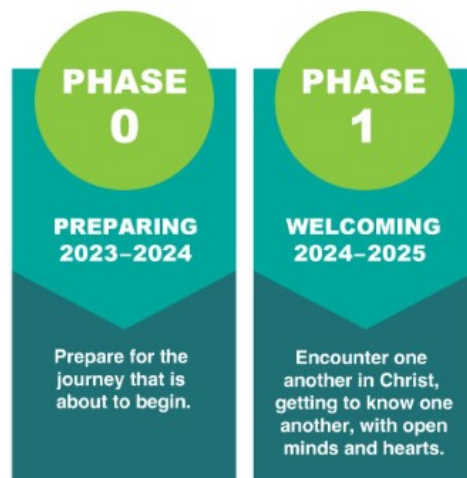 PHASE
0
PREPARING
2023–2024
Prepare for the
journey that is
about to begin.
PHASE
1
WELCOMING
2024–2025
Encounter one
another in Christ,
getting to know one
another, with open
minds and hearts.